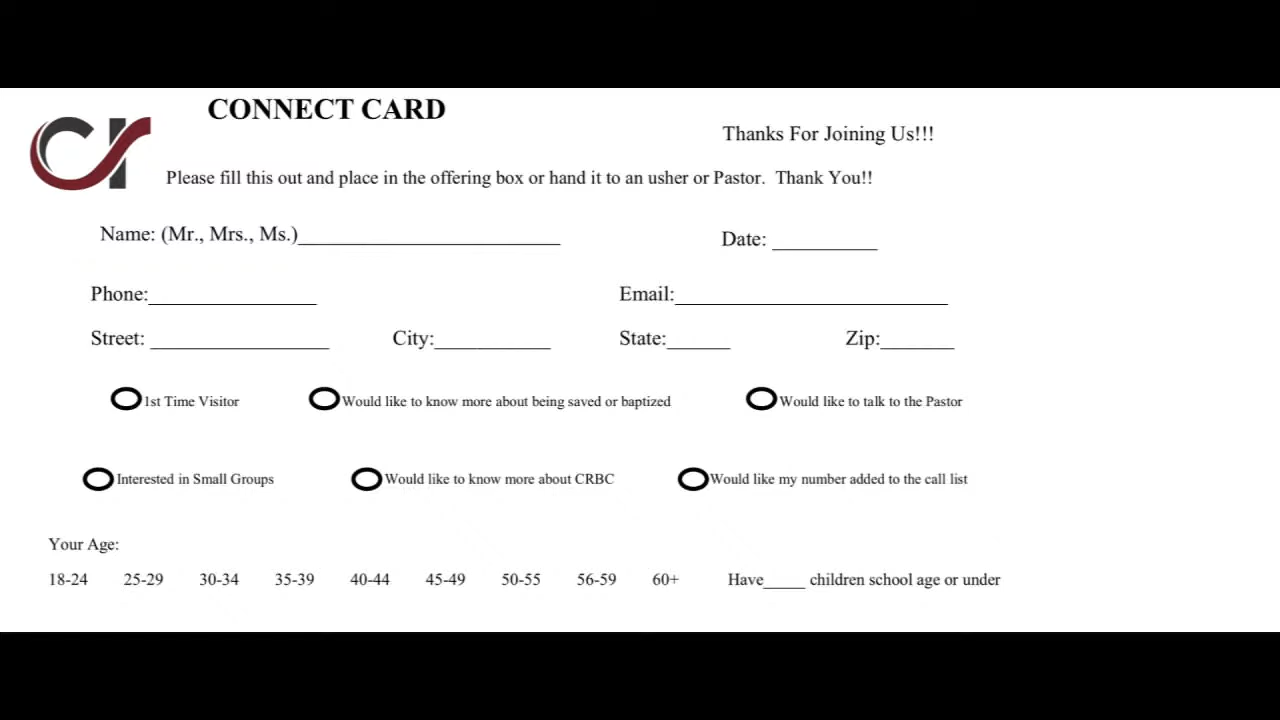 cr
CONNECT CARD
Thanks For Joining Us!!!
Please fill this out and place in the offering box or hand it to an usher or Pastor. Thank You!!
Name: (Mr., Mrs., Ms.)_________________________ Date: __________
Phone:________________ Email:__________________________
Street: _________________ City:___________ State:______ Zip:_______
1st Time Visitor Would like to know more about being saved or baptized Would like to talk to the Pastor
Interested in Small Groups Would like to know more about CRBC Would like my number added to the call list
Your Age:
18-24 25-29 30-34 35-39 40-44 45-49 50-55 56-59 60+ Have_____ children school age or under